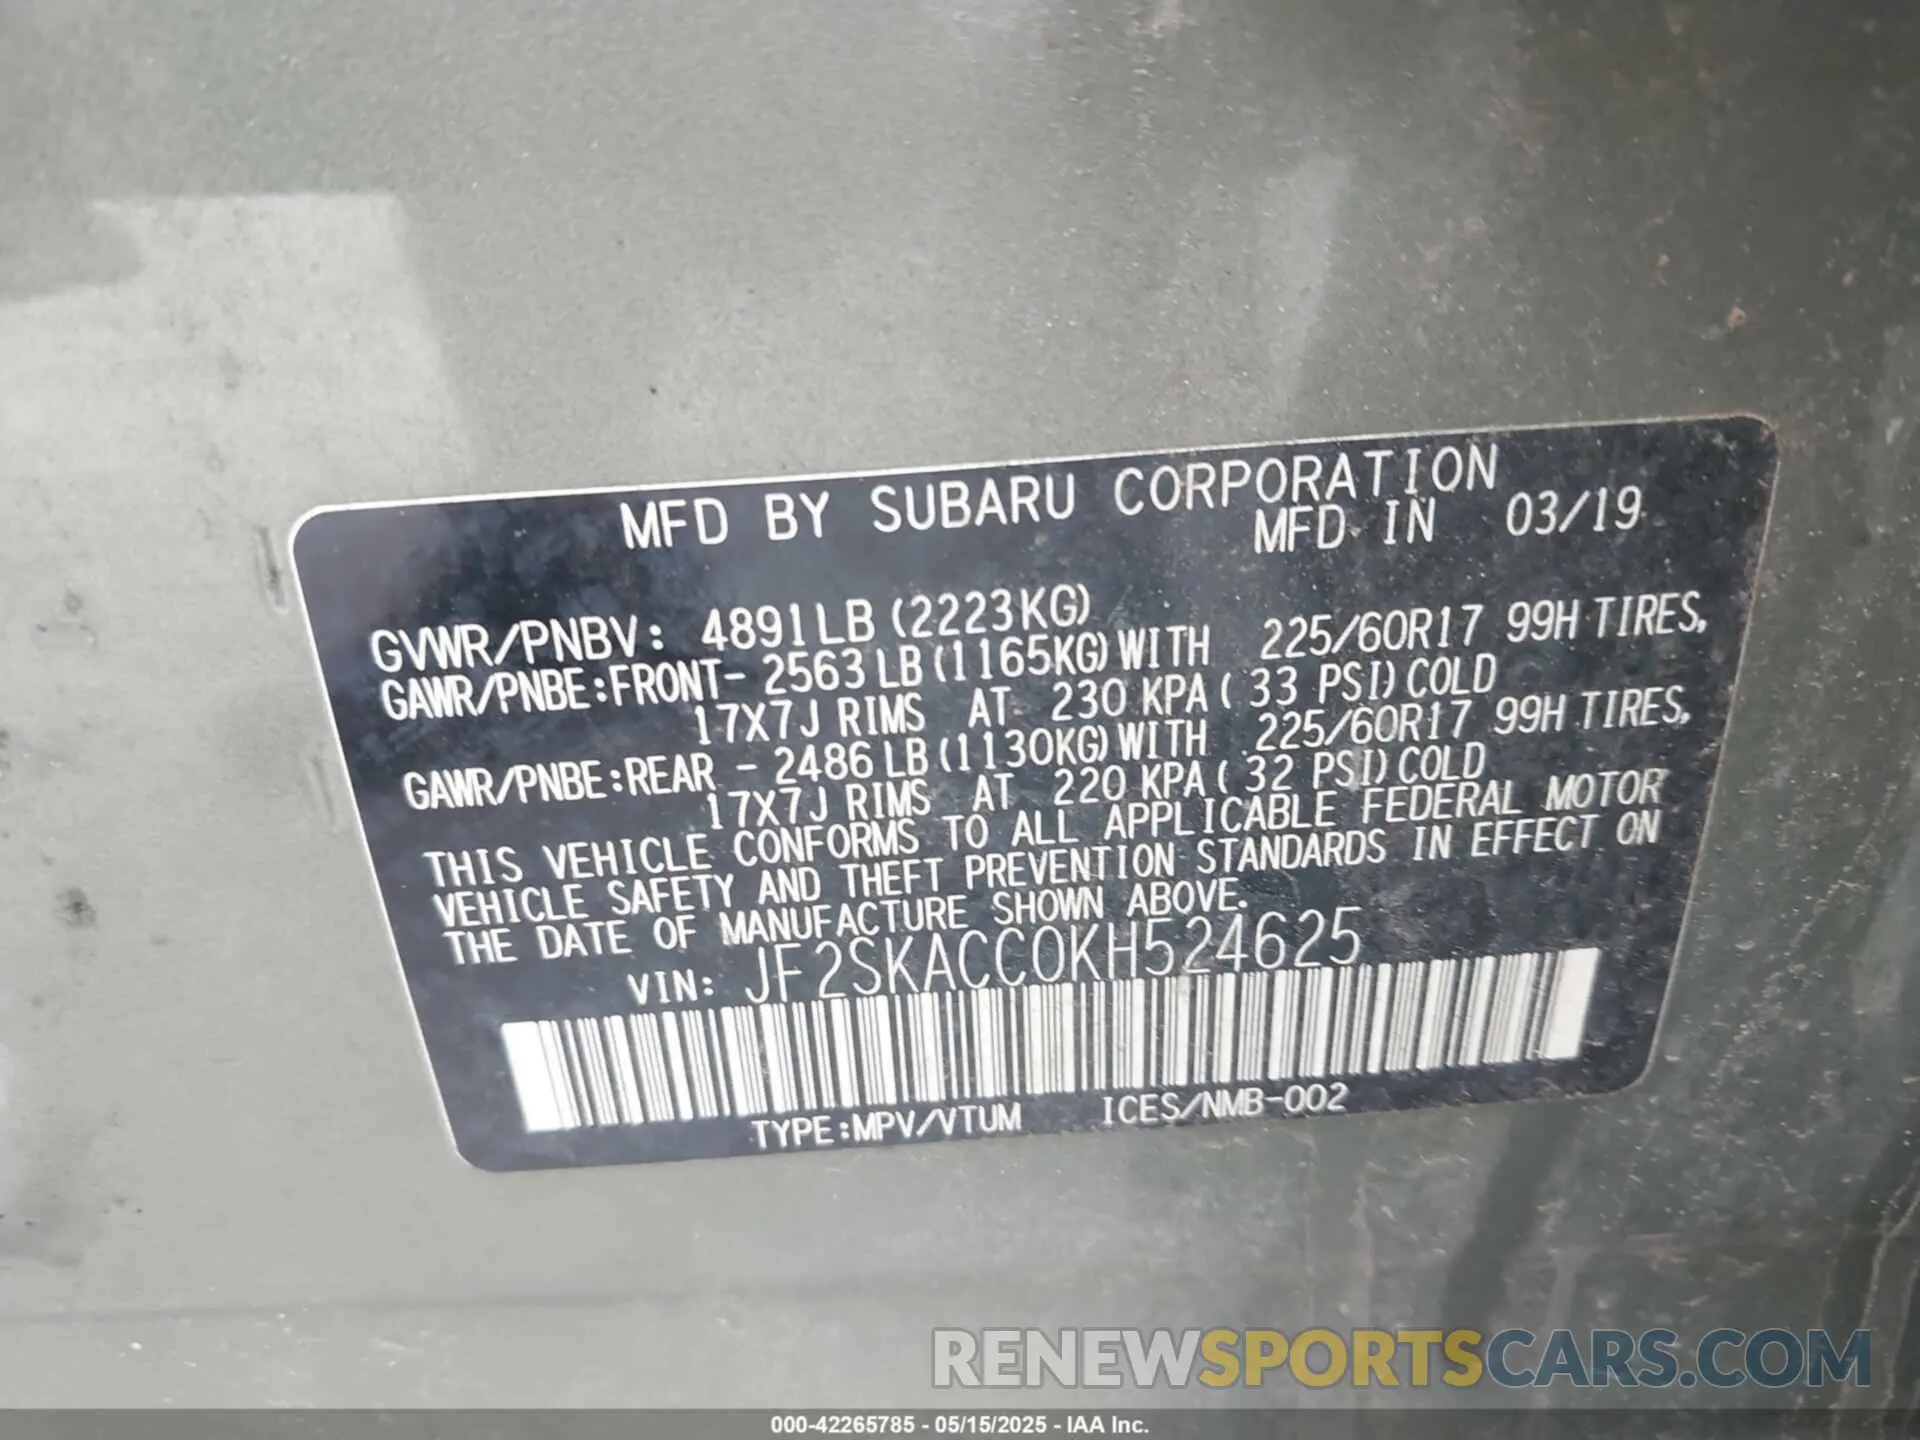 MFD BY SUBARU CORPORATION
MFD IN 03/19
GVWR/PNBV: 4891LB (2223KG)
GAWR/PNBE:FRONT- 2563 LB (1165KG) WITH 225/60R17 99H TIRES,
17X7J RIMS AT 230 KPA ( 33 PSI) COLD
GAWR/PNBE:REAR - 2486 LB (1130KG) WITH 225/60R17 99H TIRES,
17X7J RIMS AT 220 KPA ( 32 PSI) COLD
THIS VEHICLE CONFORMS TO ALL APPLICABLE FEDERAL MOTOR
VEHICLE SAFETY AND THEFT PREVENTION STANDARDS IN EFFECT ON
THE DATE OF MANUFACTURE SHOWN ABOVE.
VIN: JF2SKACC0KH524625
TYPE:MPV/VTUM ICES/NMB-002
RENEWSPORTSCARS.COM
000-42265785 - 05/15/2025 - IAA Inc.